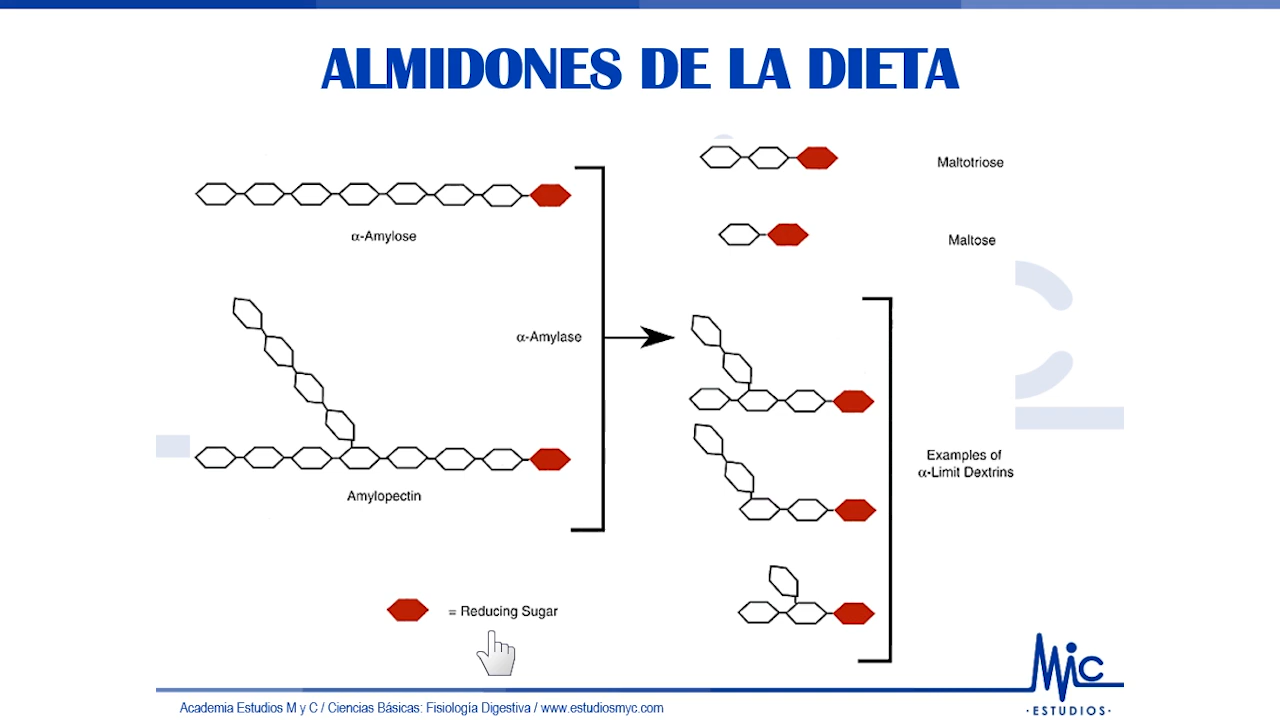 ALMIDONES DE LA DIETA
α-Amylose
α-Amylase
Amylopectin
= Reducing Sugar
Maltotriose
Maltose
Examples of
α-Limit Dextrins
Academia Estudios M y C / Ciencias Básicas: Fisiología Digestiva / www.estudiosmyc.com
MyC
·ESTUDIOS·